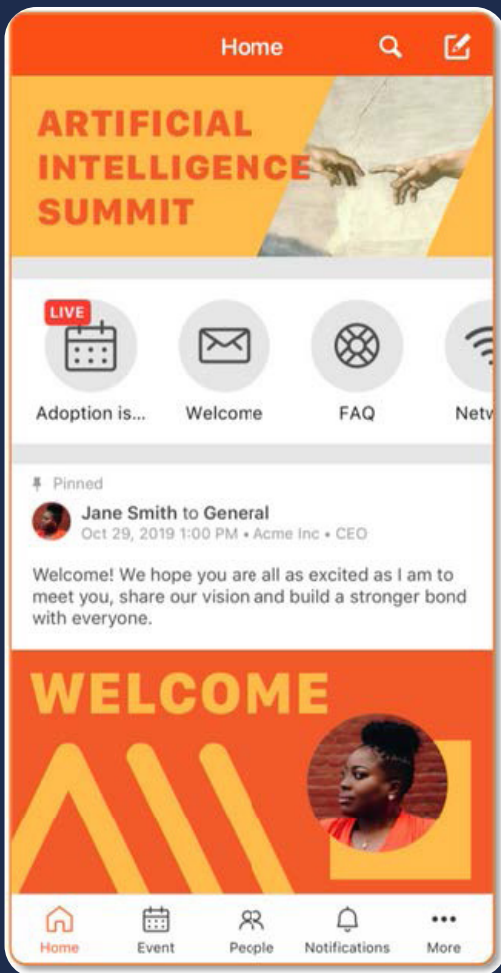 Home
ARTIFICIAL
INTELLIGENCE
SUMMIT
LIVE
Adoption is...
Welcome
FAQ
Netw
Pinned
Jane Smith to General
Oct 29, 2019 1:00 PM • Acme Inc • CEO
Welcome! We hope you are all as excited as I am to
meet you, share our vision and build a stronger bond
with everyone.
WELCOME
Home
Event
People
Notifications
More